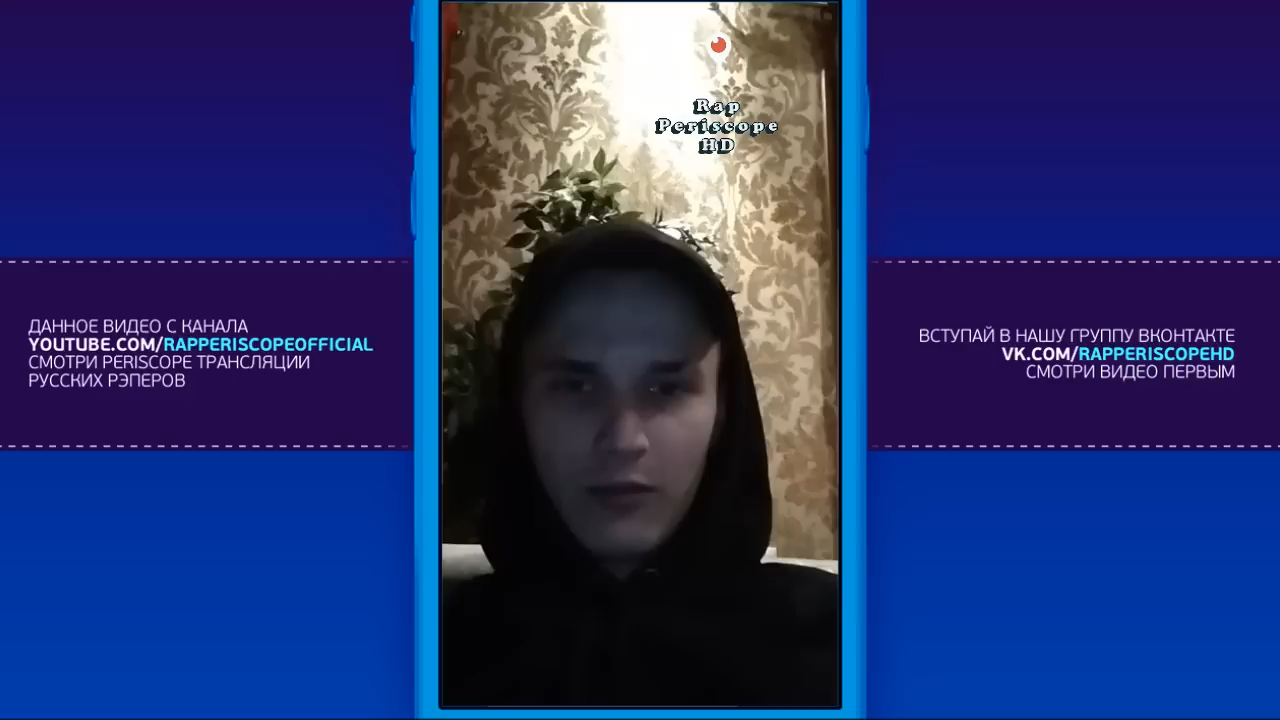 Rap
Periscope
HD
ДАННОЕ ВИДЕО С КАНАЛА
YOUTUBE.COM/RAPPERISCOPEOFFICIAL
СМОТРИ PERISCOPE ТРАНСЛЯЦИИ
РУССКИХ РЭПЕРОВ
ВСТУПАЙ В НАШУ ГРУППУ ВКОНТАКТЕ
VK.COM/RAPPERISCOPEHD
СМОТРИ ВИДЕО ПЕРВЫМ